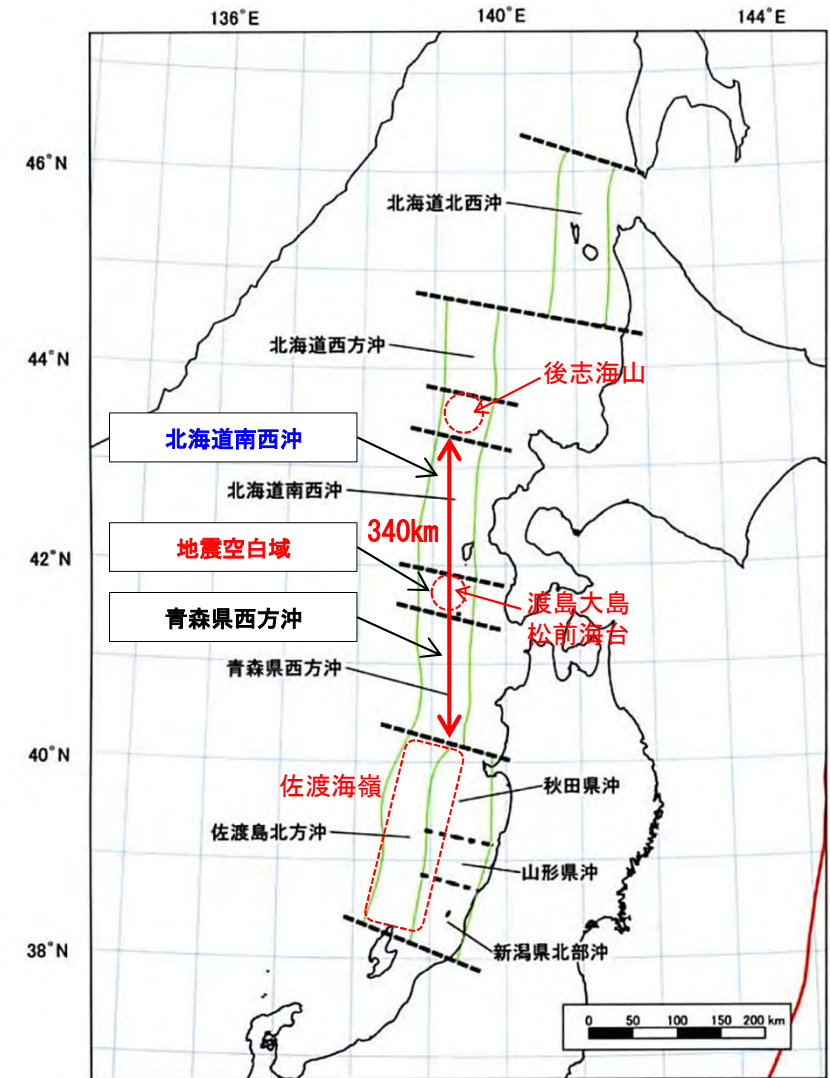 136°E
140°E
144°E
46°N
北海道北西沖
北海道西方沖
44°N
後志海山
北海道南西沖
北海道南西沖
340km
地震空白域
42°N
渡島大島
松前海台
青森県西方沖
青森県西方沖
40°N
佐渡海嶺
秋田県沖
佐渡島北方沖
山形県沖
38°N
新潟県北部沖
0 50 100 150 200 km